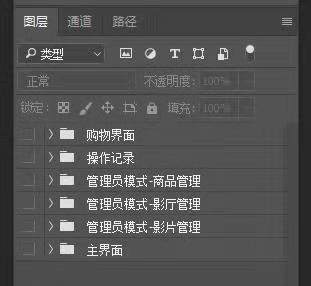 图层 通道 路径
类型
正常 不透明度: 100%
锁定: 填充: 100%
购物界面
操作记录
管理员模式-商品管理
管理员模式-影厅管理
管理员模式-影片管理
主界面